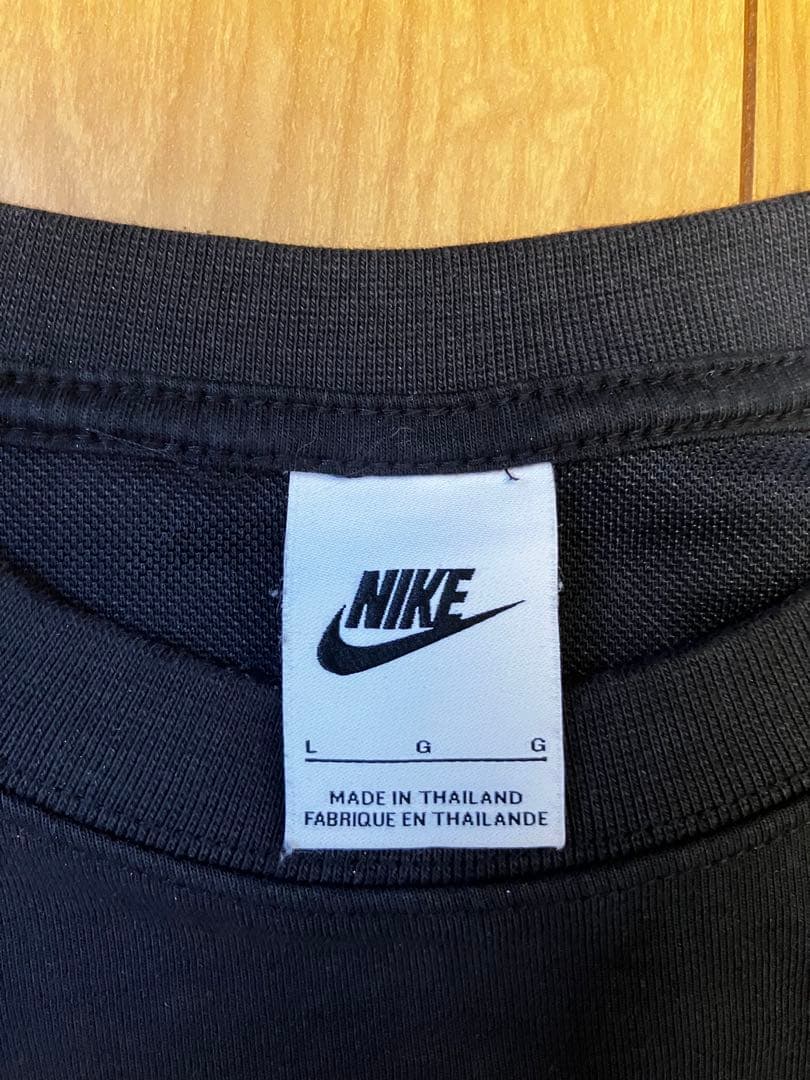 NIKE
L G G
MADE IN THAILAND
FABRIQUE EN THAILANDE